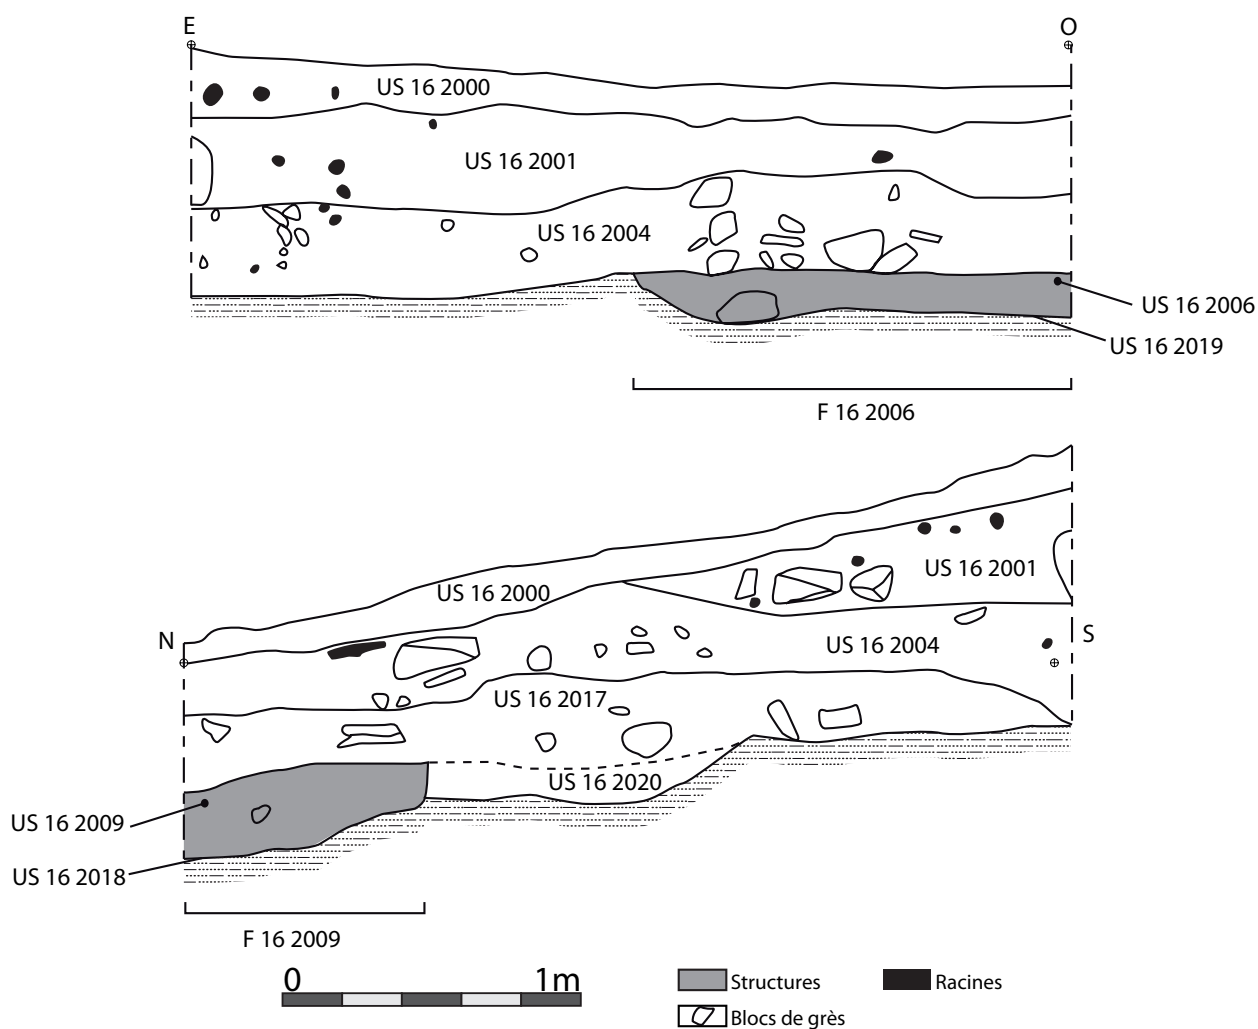 E
O
US 16 2000
US 16 2001
US 16 2004
US 16 2006
US 16 2019
F 16 2006
N
S
US 16 2000
US 16 2001
US 16 2004
US 16 2017
US 16 2020
US 16 2009
US 16 2018
F 16 2009
0 1m
Structures Racines
Blocs de grès